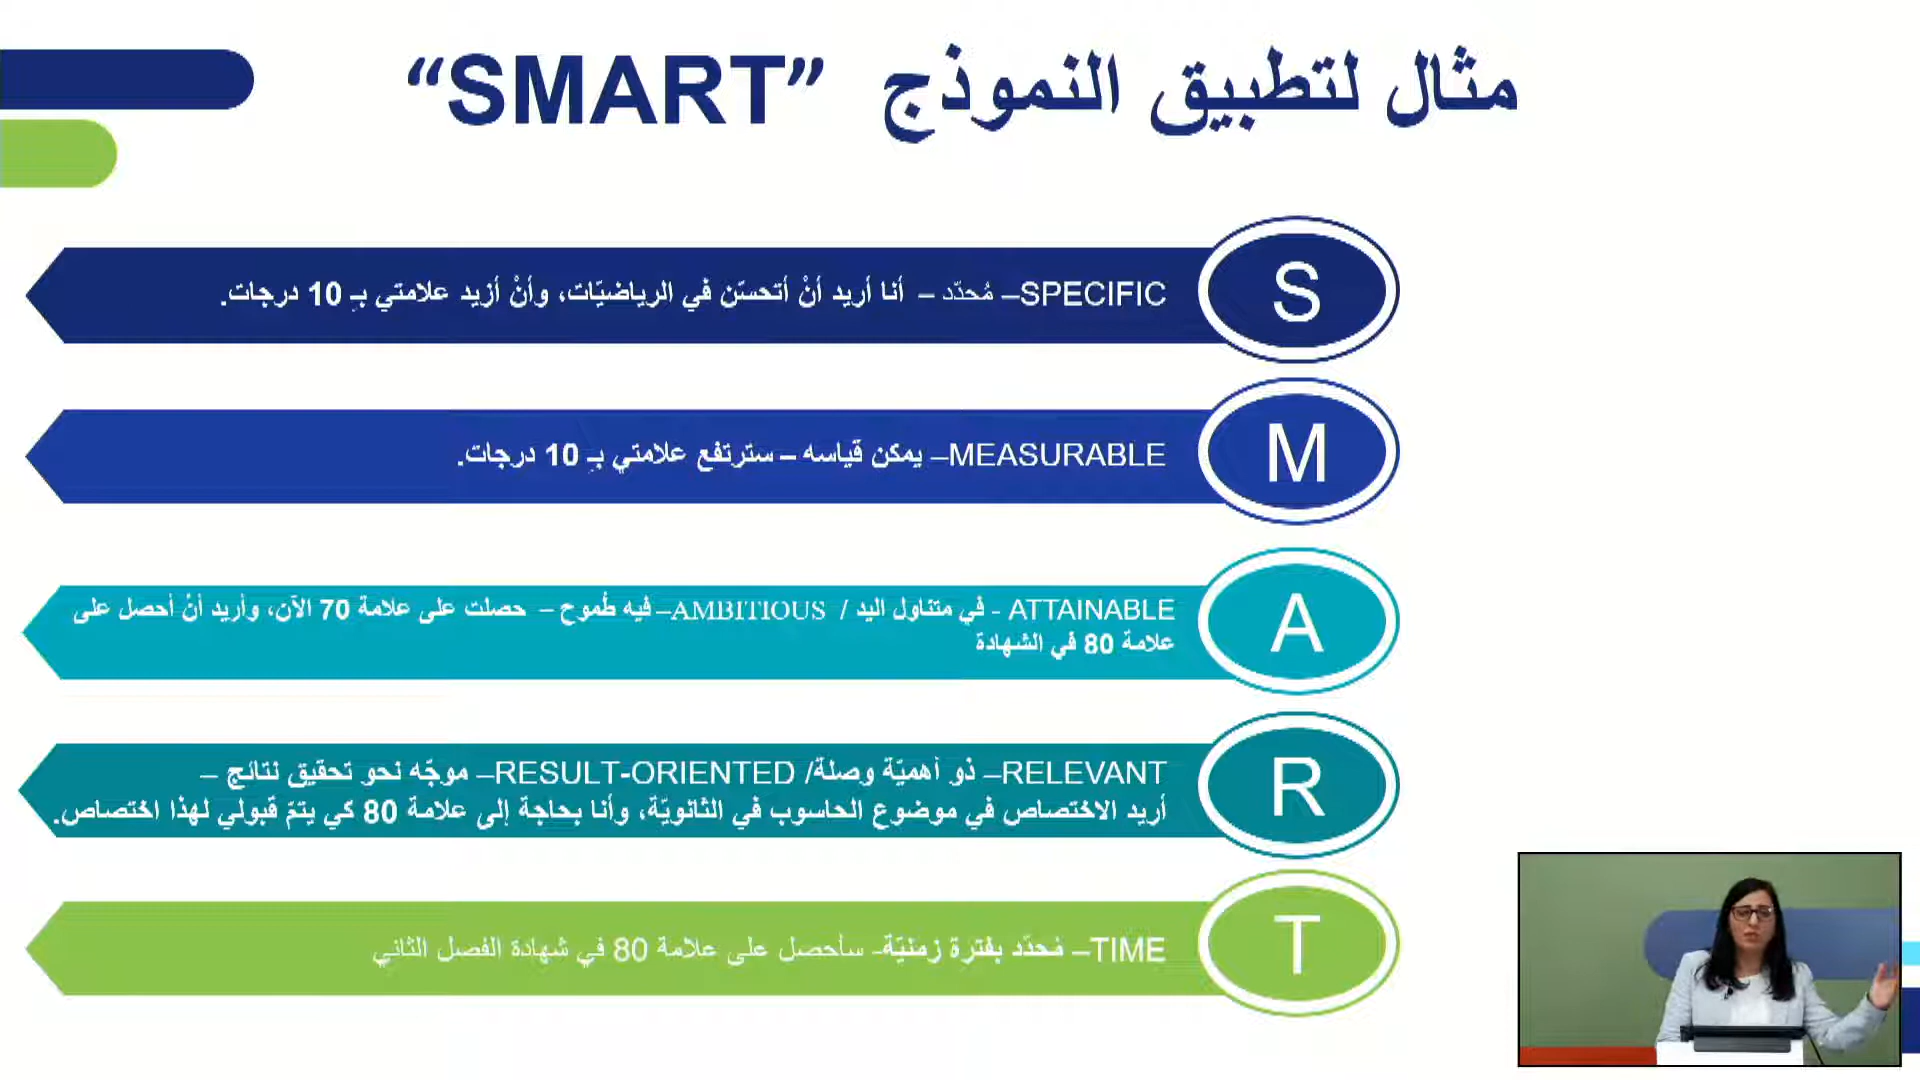 مثال لتطبيق النموذج “SMART”
S
SPECIFIC– مُحدّد – أنا أريد أنْ أتحسّن في الرياضيّات، وأنْ أزيد علامتي بـِ 10 درجات.
M
MEASURABLE– يمكن قياسه – سترتفع علامتي بـِ 10 درجات.
A
ATTAINABLE - في متناول اليد / AMBITIOUS– فيه طُموح – حصلت على علامة 70 الآن، وأريد أنْ أحصل على
علامة 80 في الشهادة
R
RELEVANT– ذو أهميّة وصلة/ RESULT-ORIENTED– موجّه نحو تحقيق نتائج –
أريد الاختصاص في موضوع الحاسوب في الثانويّة، وأنا بحاجة إلى علامة 80 كي يتمّ قبولي لهذا اختصاص.
T
TIME– مُحدّد بفترة زمنيّة- سأحصل على علامة 80 في شهادة الفصل الثاني